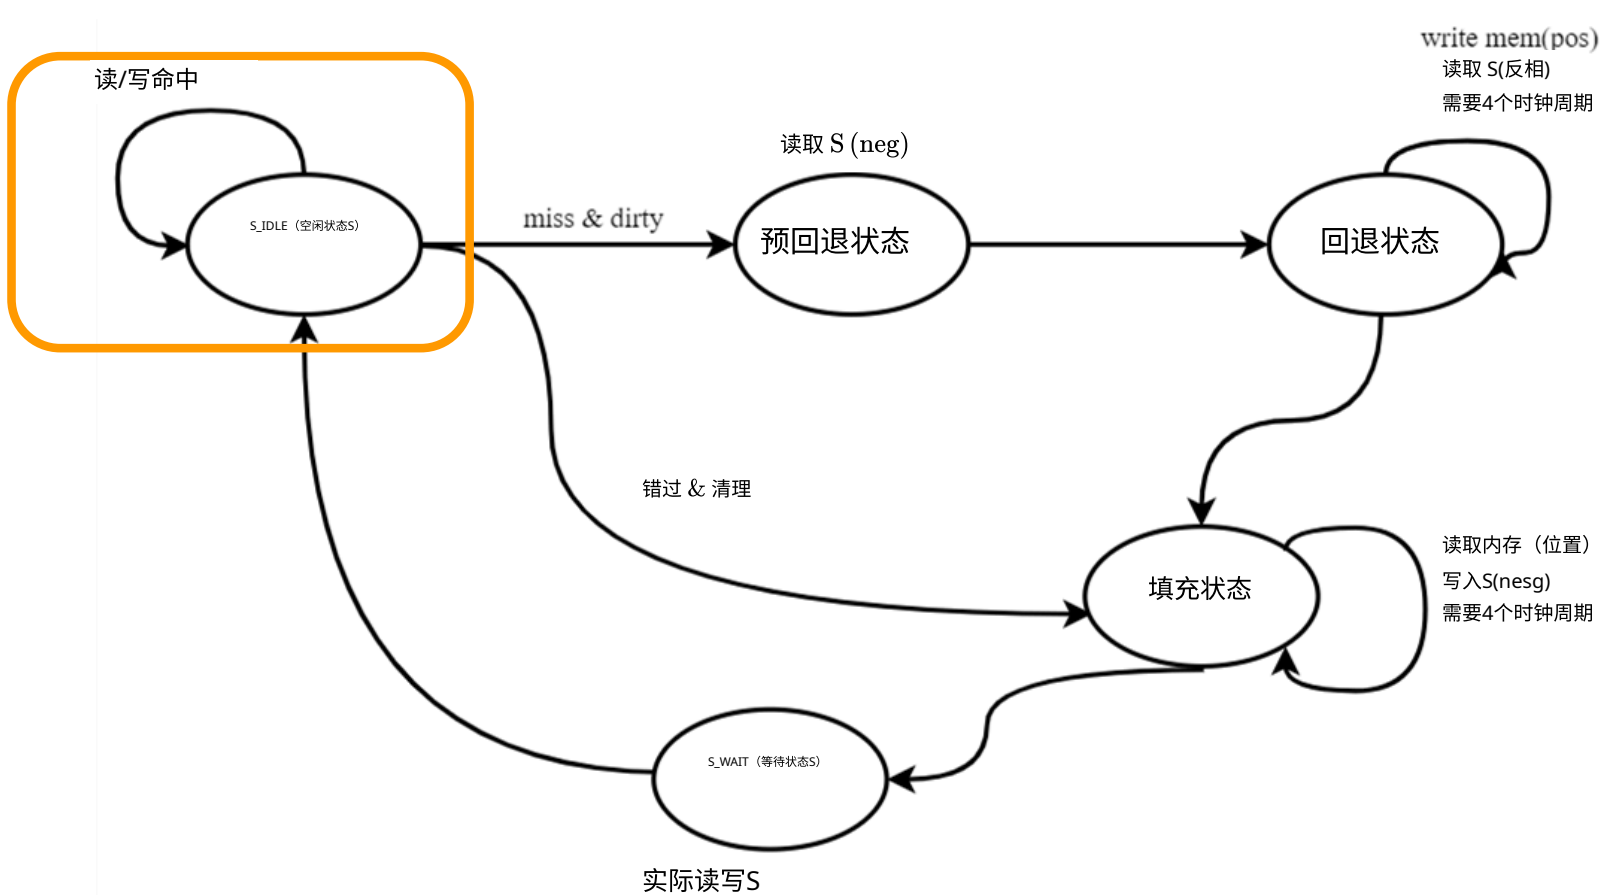 write mem(pos)
读/写命中
读取 S(反相)
需要4个时钟周期
读取 S (neg)
miss & dirty
S_IDLE（空闲状态S）
预回退状态
回退状态
错过 & 清理
读取内存（位置）
写入S(nesg)
需要4个时钟周期
填充状态
S_WAIT（等待状态S）
实际读写S